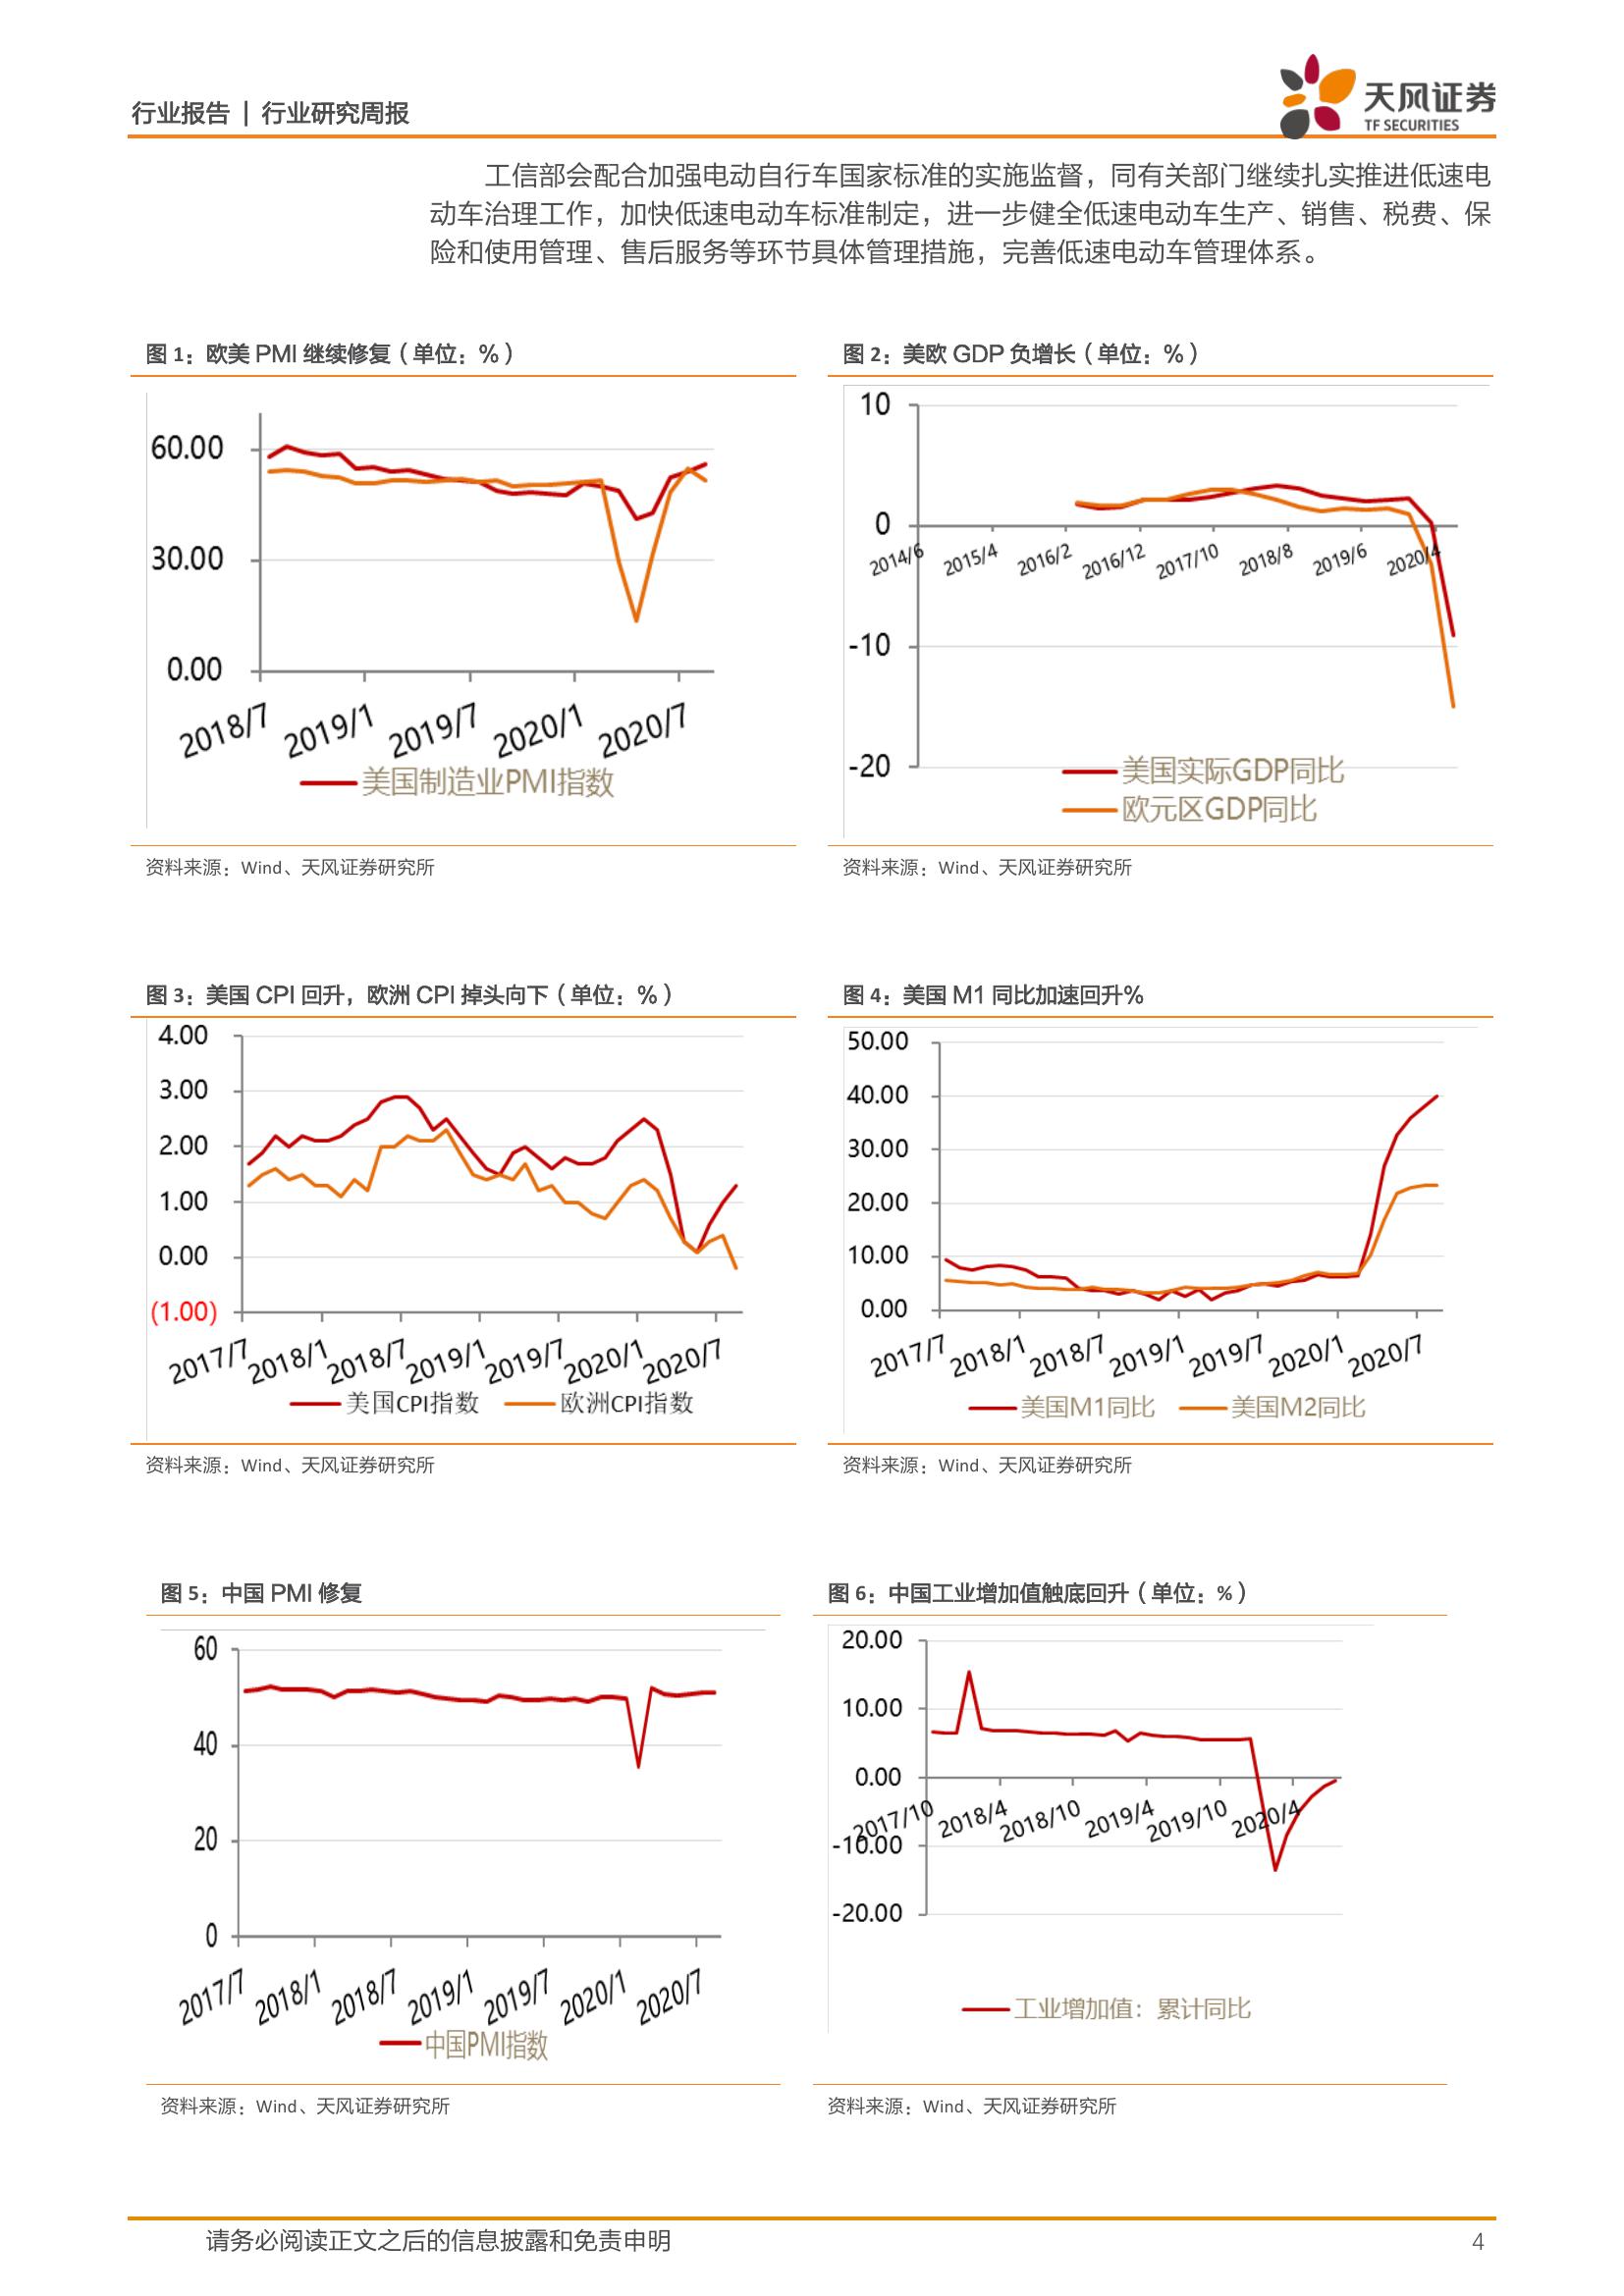 行业报告 | 行业研究周报
天风证券
TF SECURITIES
工信部会配合加强电动自行车国家标准的实施监督，同有关部门继续扎实推进低速电
动车治理工作，加快低速电动车标准制定，进一步健全低速电动车生产、销售、税费、保
险和使用管理、售后服务等环节具体管理措施，完善低速电动车管理体系。
图 1：欧美 PMI 继续修复（单位：%）
60.00
30.00
0.00
2018/7
2019/1
2019/7
2020/1
2020/7
美国制造业PMI指数
资料来源：Wind、天风证券研究所
图 2：美欧 GDP 负增长（单位：%）
10
0
-10
-20
2014/6
2015/4
2016/2
2016/12
2017/10
2018/8
2019/6
2020/4
美国实际GDP同比
欧元区GDP同比
资料来源：Wind、天风证券研究所
图 3：美国 CPI 回升，欧洲 CPI 掉头向下（单位：%）
4.00
3.00
2.00
1.00
0.00
(1.00)
2017/7
2018/1
2018/7
2019/1
2019/7
2020/1
2020/7
美国CPI指数
欧洲CPI指数
资料来源：Wind、天风证券研究所
图 4：美国 M1 同比加速回升%
50.00
40.00
30.00
20.00
10.00
0.00
2017/7
2018/1
2018/7
2019/1
2019/7
2020/1
2020/7
美国M1同比
美国M2同比
资料来源：Wind、天风证券研究所
图 5：中国 PMI 修复
60
40
20
0
2017/7
2018/1
2018/7
2019/1
2019/7
2020/1
2020/7
中国PMI指数
资料来源：Wind、天风证券研究所
图 6：中国工业增加值触底回升（单位：%）
20.00
10.00
0.00
-10.00
-20.00
2017/10
2018/4
2018/10
2019/4
2019/10
2020/4
工业增加值：累计同比
资料来源：Wind、天风证券研究所
请务必阅读正文之后的信息披露和免责申明
4